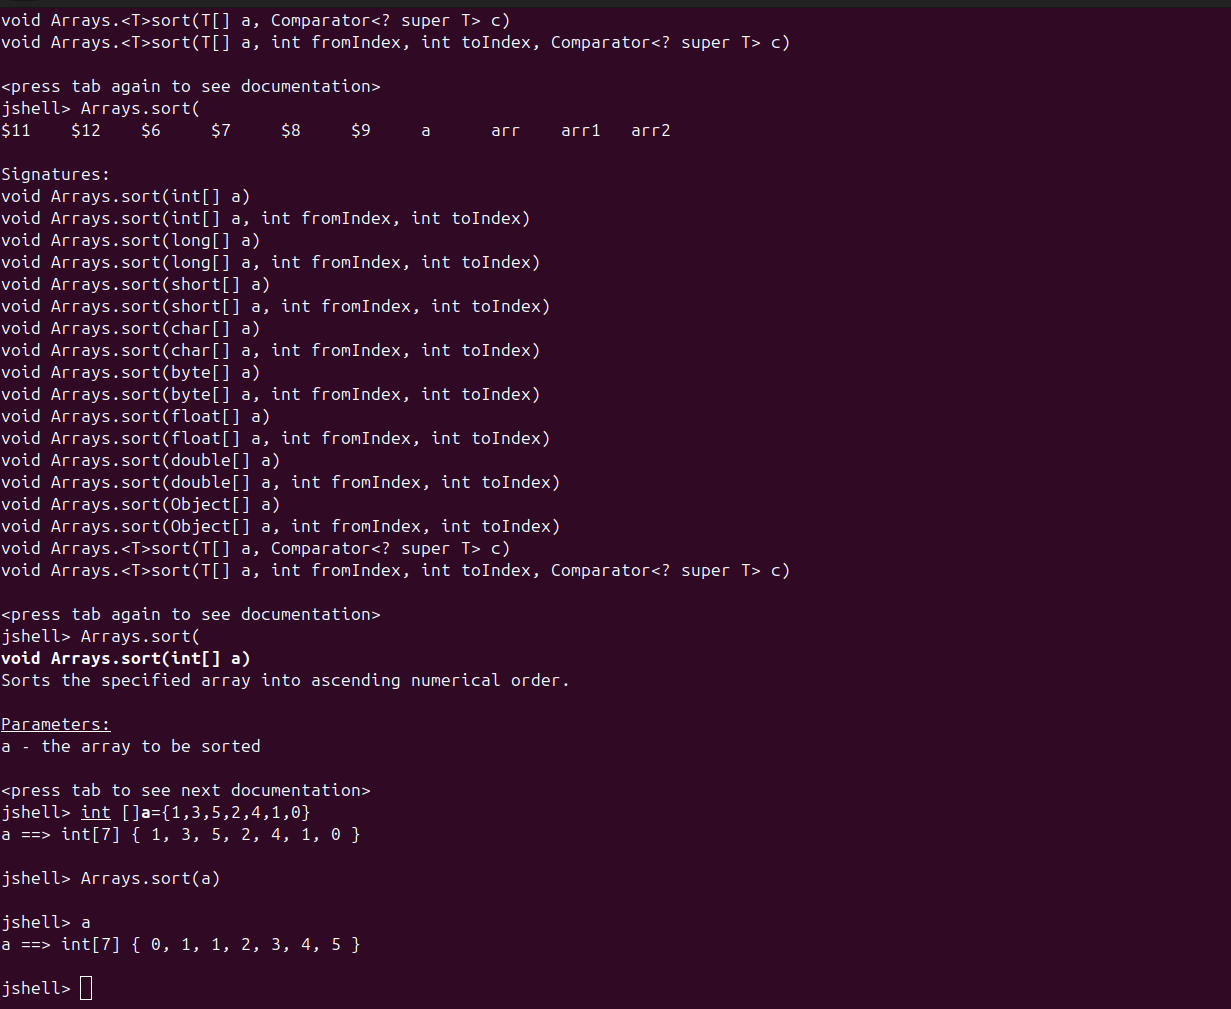 void Arrays.<T>sort(T[] a, Comparator<? super T> c)
void Arrays.<T>sort(T[] a, int fromIndex, int toIndex, Comparator<? super T> c)
<press tab again to see documentation>
jshell> Arrays.sort(
$11    $12    $6     $7     $8     $9     a      arr    arr1   arr2
Signatures:
void Arrays.sort(int[] a)
void Arrays.sort(int[] a, int fromIndex, int toIndex)
void Arrays.sort(long[] a)
void Arrays.sort(long[] a, int fromIndex, int toIndex)
void Arrays.sort(short[] a)
void Arrays.sort(short[] a, int fromIndex, int toIndex)
void Arrays.sort(char[] a)
void Arrays.sort(char[] a, int fromIndex, int toIndex)
void Arrays.sort(byte[] a)
void Arrays.sort(byte[] a, int fromIndex, int toIndex)
void Arrays.sort(float[] a)
void Arrays.sort(float[] a, int fromIndex, int toIndex)
void Arrays.sort(double[] a)
void Arrays.sort(double[] a, int fromIndex, int toIndex)
void Arrays.sort(Object[] a)
void Arrays.sort(Object[] a, int fromIndex, int toIndex)
void Arrays.<T>sort(T[] a, Comparator<? super T> c)
void Arrays.<T>sort(T[] a, int fromIndex, int toIndex, Comparator<? super T> c)
<press tab again to see documentation>
jshell> Arrays.sort(
void Arrays.sort(int[] a)
Sorts the specified array into ascending numerical order.
Parameters:
a - the array to be sorted
<press tab to see next documentation>
jshell> int []a={1,3,5,2,4,1,0}
a ==> int[7] { 1, 3, 5, 2, 4, 1, 0 }
jshell> Arrays.sort(a)
jshell> a
a ==> int[7] { 0, 1, 1, 2, 3, 4, 5 }
jshell>